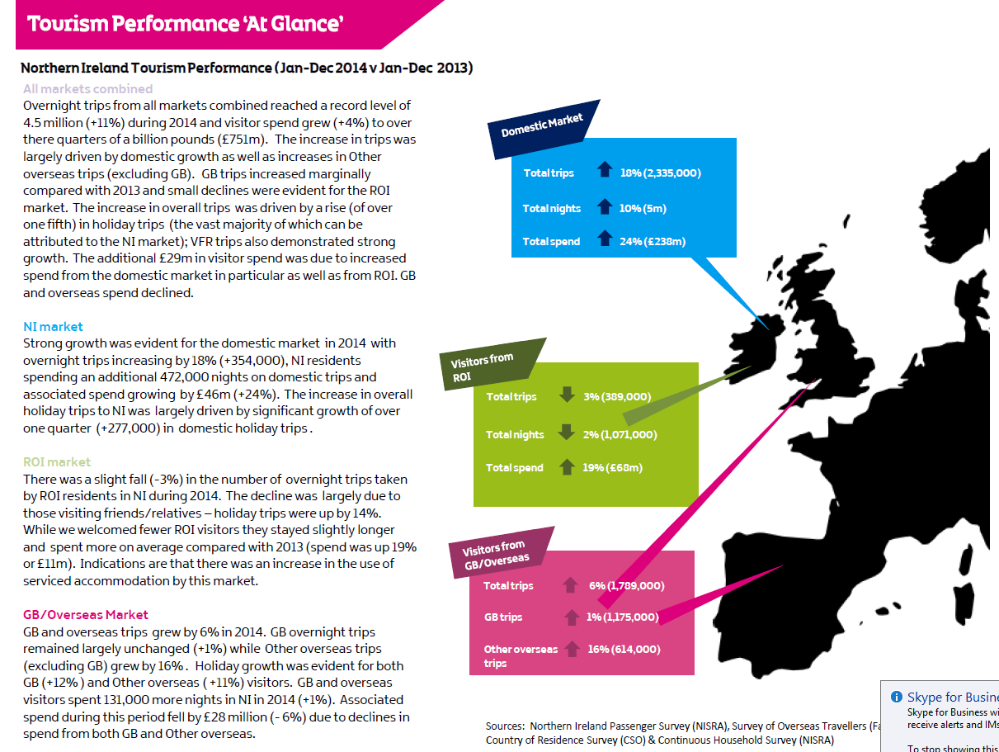 Tourism Performance ‘At Glance’
Northern Ireland Tourism Performance (Jan-Dec 2014 v Jan-Dec 2013)
All markets combined
Overnight trips from all markets combined reached a record level of
4.5 million (+11%) during 2014 and visitor spend grew (+4%) to over
there quarters of a billion pounds (£751m). The increase in trips was
largely driven by domestic growth as well as increases in Other
overseas trips (excluding GB). GB trips increased marginally
compared with 2013 and small declines were evident for the ROI
market. The increase in overall trips was driven by a rise (of over
one fifth) in holiday trips (the vast majority of which can be
attributed to the NI market); VFR trips also demonstrated strong
growth. The additional £29m in visitor spend was due to increased
spend from the domestic market in particular as well as from ROI. GB
and overseas spend declined.
NI market
Strong growth was evident for the domestic market in 2014 with
overnight trips increasing by 18% (+354,000), NI residents
spending an additional 472,000 nights on domestic trips and
associated spend growing by £46m (+24%). The increase in overall
holiday trips to NI was largely driven by significant growth of over
one quarter (+277,000) in domestic holiday trips.
ROI market
There was a slight fall (-3%) in the number of overnight trips taken
by ROI residents in NI during 2014. The decline was largely due to
those visiting friends/relatives – holiday trips were up by 14%.
While we welcomed fewer ROI visitors they stayed slightly longer
and spent more on average compared with 2013 (spend was up 19%
or £11m). Indications are that there was an increase in the use of
serviced accommodation by this market.
GB/Overseas Market
GB and overseas trips grew by 6% in 2014. GB overnight trips
remained largely unchanged (+1%) while Other overseas trips
(excluding GB) grew by 16%. Holiday growth was evident for both
GB (+12%) and Other overseas (+11%) visitors. GB and overseas
visitors spent 131,000 more nights in NI in 2014 (+1%). Associated
spend during this period fell by £28 million (-6%) due to declines in
spend from both GB and Other overseas.
Domestic Market
Total trips 18% (2,335,000)
Total nights 10% (5m)
Total spend 24% (£238m)
Visitors from
ROI
Total trips 3% (389,000)
Total nights 2% (1,071,000)
Total spend 19% (£68m)
Visitors from
GB/Overseas
Total trips 6% (1,789,000)
GB trips 1% (1,175,000)
Other overseas 16% (614,000)
trips
Sources: Northern Ireland Passenger Survey (NISRA), Survey of Overseas Travellers (Fa
Country of Residence Survey (CSO) & Continuous Household Survey (NISRA)
Skype for Busine
Skype for Business wi
receive alerts and IMs
To stop showing this